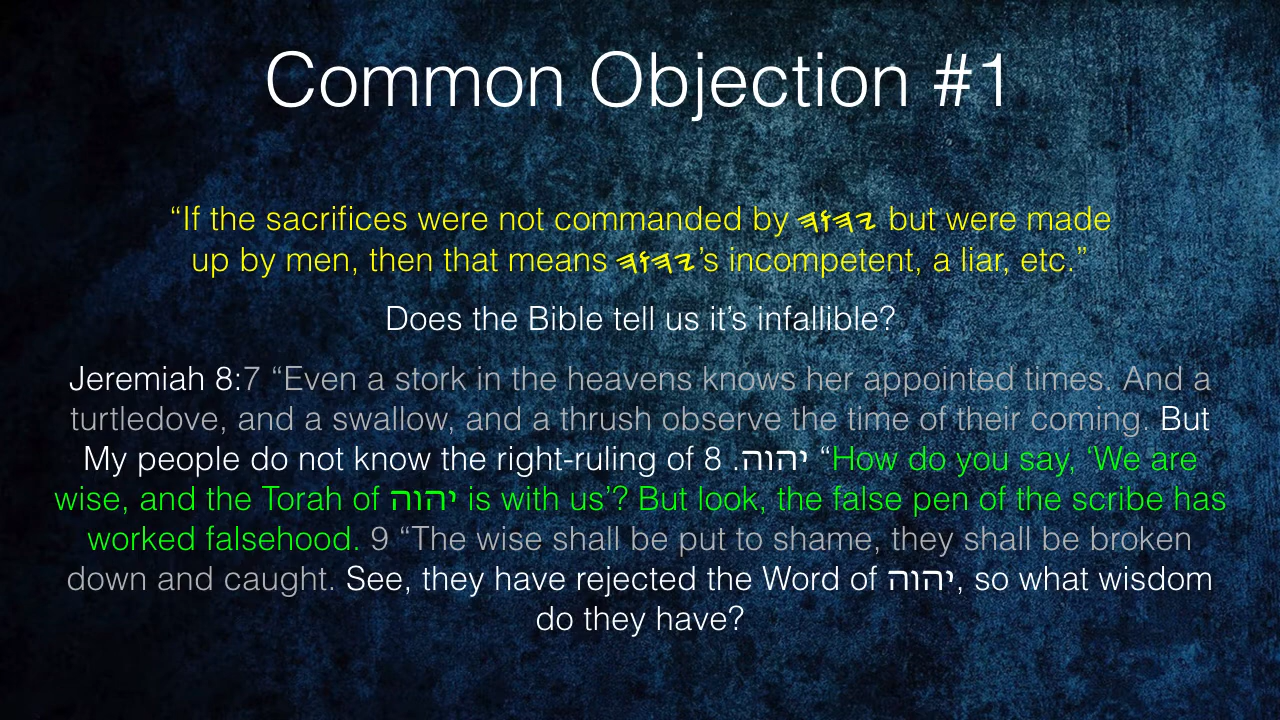 Common Objection #1
“If the sacrifices were not commanded by 𐤉𐤄𐤅𐤄 but were made
up by men, then that means 𐤉𐤄𐤅𐤄’s incompetent, a liar, etc.”
Does the Bible tell us it’s infallible?
Jeremiah 8:7 “Even a stork in the heavens knows her appointed times. And a
turtledove, and a swallow, and a thrush observe the time of their coming. But
My people do not know the right-ruling of 8 .יהוה “How do you say, ‘We are
wise, and the Torah of יהוה is with us’? But look, the false pen of the scribe has
worked falsehood. 9 “The wise shall be put to shame, they shall be broken
down and caught. See, they have rejected the Word of יהוה, so what wisdom
do they have?